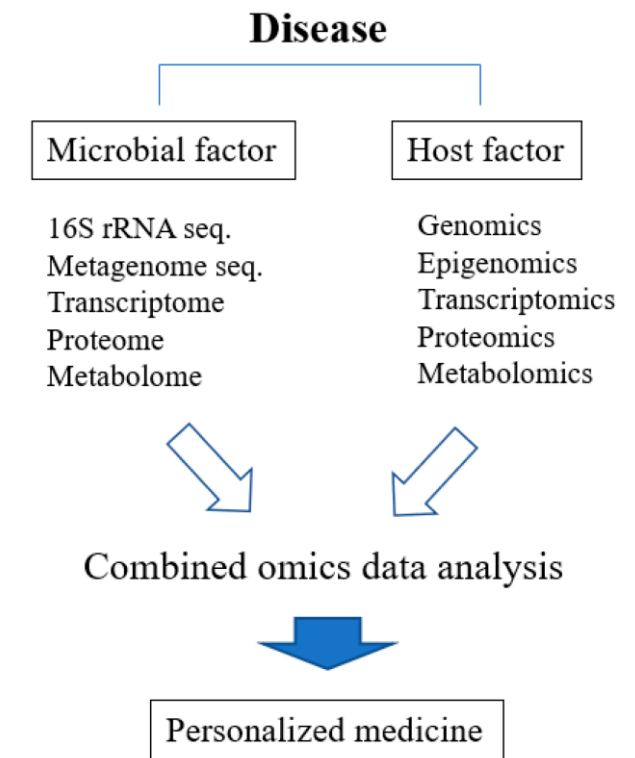 Disease
Microbial factor
Host factor
16S rRNA seq.
Metagenome seq.
Transcriptome
Proteome
Metabolome
Genomics
Epigenomics
Transcriptomics
Proteomics
Metabolomics
Combined omics data analysis
Personalized medicine